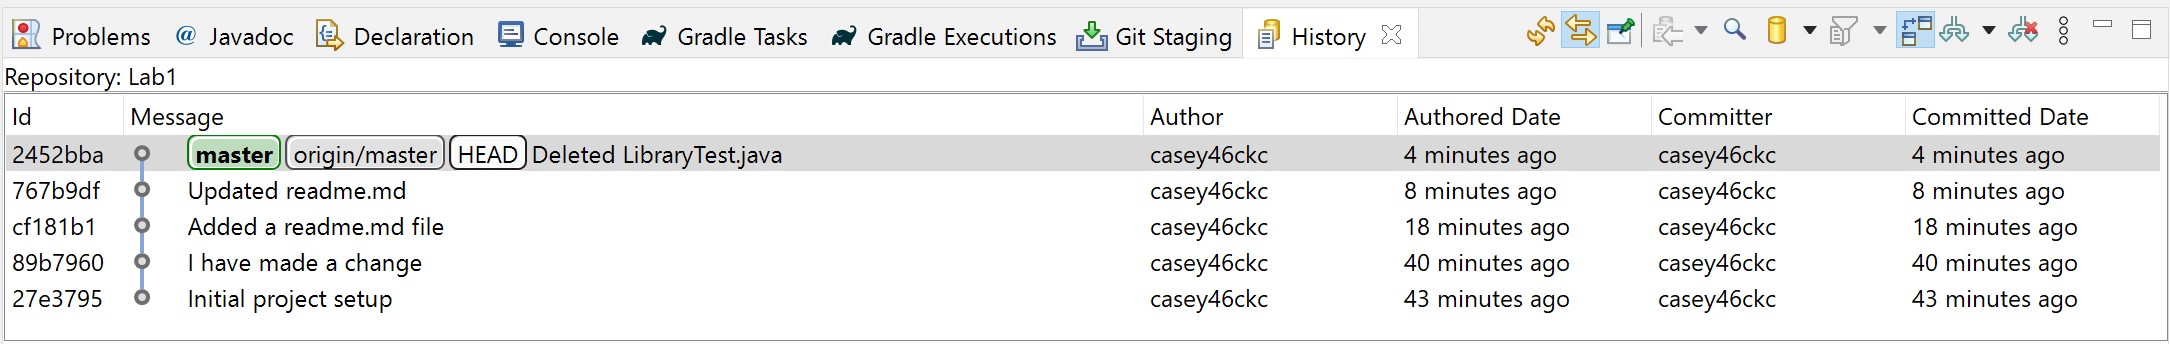 Problems @ Javadoc Declaration Console Gradle Tasks Gradle Executions Git Staging History
Repository: Lab1
Id Message Author Authored Date Committer Committed Date
2452bba master origin/master HEAD Deleted LibraryTest.java casey46ckc 4 minutes ago casey46ckc 4 minutes ago
767b9df Updated readme.md casey46ckc 8 minutes ago casey46ckc 8 minutes ago
cf181b1 Added a readme.md file casey46ckc 18 minutes ago casey46ckc 18 minutes ago
89b7960 I have made a change casey46ckc 40 minutes ago casey46ckc 40 minutes ago
27e3795 Initial project setup casey46ckc 43 minutes ago casey46ckc 43 minutes ago